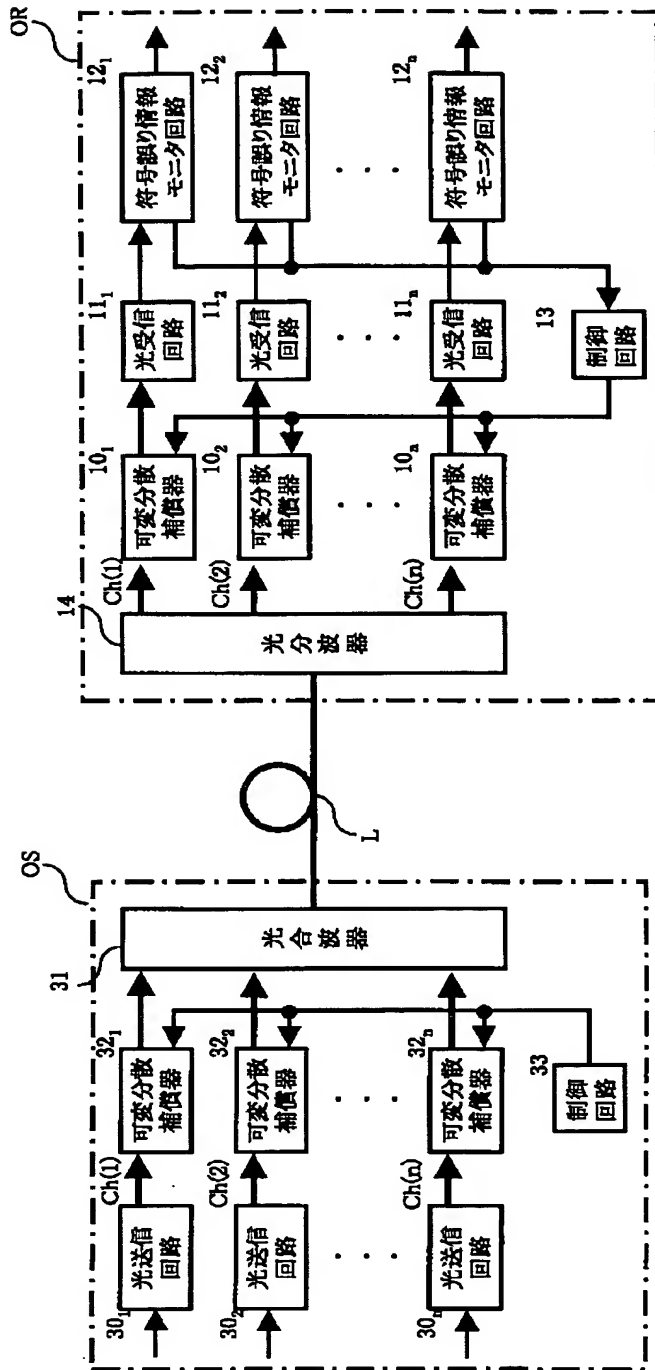 OS
30₁
光送信
回路
Ch(1)
32₁
可変分散
補償器
30₂
光送信
回路
Ch(2)
32₂
可変分散
補償器
· · ·
· · ·
30ₙ
光送信
回路
Ch(n)
32ₙ
可変分散
補償器
33
制御
回路
31
光合波器
L
OR
14
光分波器
Ch(1)
10₁
可変分散
補償器
11₁
光受信
回路
12₁
符号誤り情報
モニタ回路
Ch(2)
10₂
可変分散
補償器
11₂
光受信
回路
12₂
符号誤り情報
モニタ回路
· · ·
· · ·
· · ·
Ch(n)
10ₙ
可変分散
補償器
11ₙ
光受信
回路
12ₙ
符号誤り情報
モニタ回路
13
制御
回路